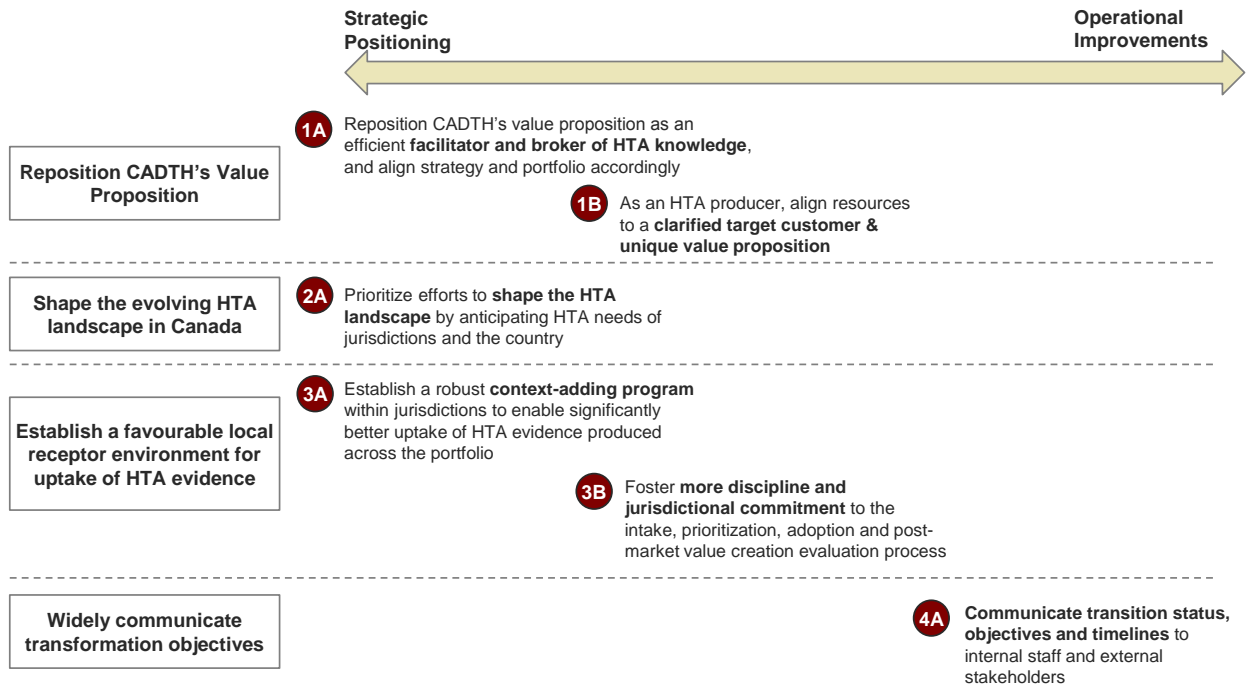 Strategic
Positioning
Operational
Improvements
1A
Reposition CADTH's value proposition as an
efficient facilitator and broker of HTA knowledge,
and align strategy and portfolio accordingly
Reposition CADTH's Value
Proposition
1B
As an HTA producer, align resources
to a clarified target customer &
unique value proposition
Shape the evolving HTA
landscape in Canada
2A
Prioritize efforts to shape the HTA
landscape by anticipating HTA needs of
jurisdictions and the country
3A
Establish a robust context-adding program
within jurisdictions to enable significantly
better uptake of HTA evidence produced
across the portfolio
Establish a favourable local
receptor environment for
uptake of HTA evidence
3B
Foster more discipline and
jurisdictional commitment to the
intake, prioritization, adoption and post-
market value creation evaluation process
Widely communicate
transformation objectives
4A
Communicate transition status,
objectives and timelines to
internal staff and external
stakeholders